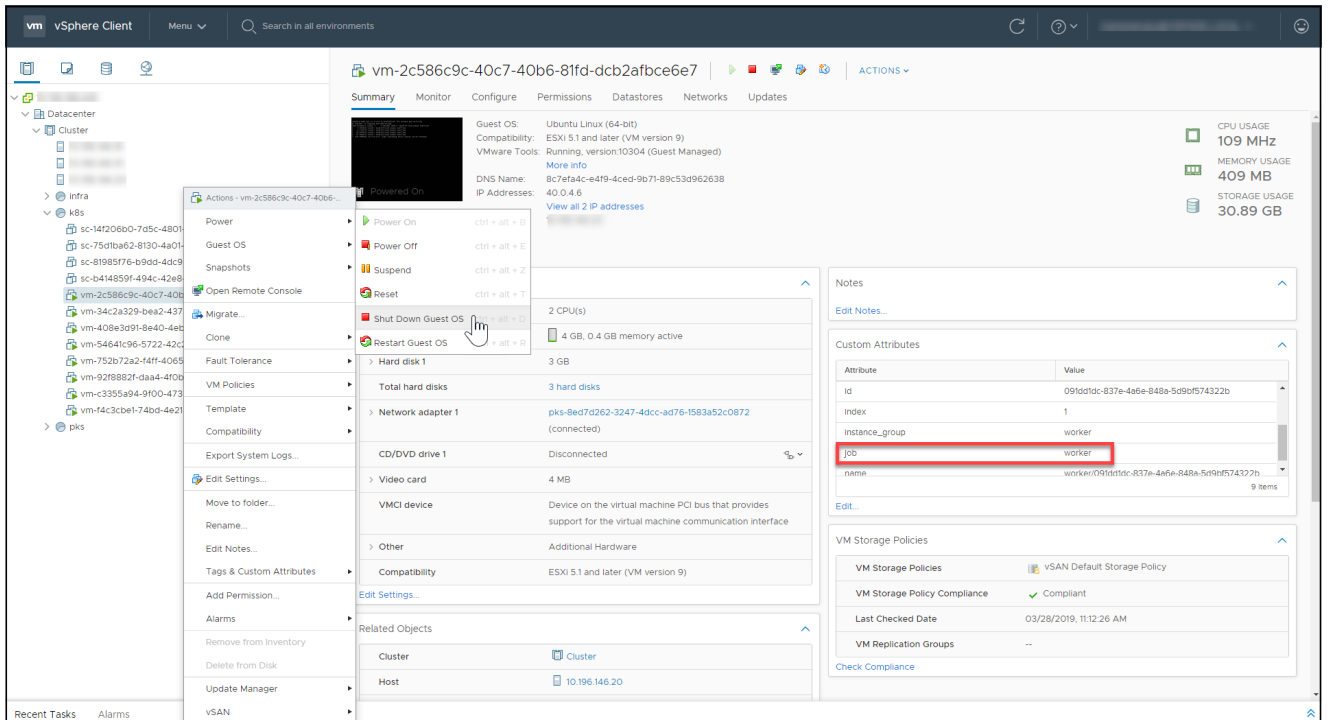 vm vSphere Client Menu Search in all environments
vm-2c586c9c-40c7-40b6-81fd-dcb2afbce6e7 ACTIONS
Summary Monitor Configure Permissions Datastores Networks Updates
Datacenter
Cluster
infra
k8s
sc-14f206b0-7d5c-4801-
sc-75d1ba62-8130-4a01-
sc-81985f76-b9dd-4dc9
sc-b414859f-494c-42e8-
vm-2c586c9c-40c7-40b
vm-34c2a329-bea2-437
vm-408e3d91-8e40-4eb
vm-54641c96-5722-42c2
vm-752b72a2-f4ff-4065
vm-92f8882f-daa4-4f0b
vm-c3355a94-9f00-473
vm-f4c3cbe1-74bd-4e21
pks
Powered On
Guest OS: Ubuntu Linux (64-bit)
Compatibility: ESXi 5.1 and later (VM version 9)
VMware Tools: Running, version:10304 (Guest Managed)
More info
DNS Name: 8c7efa4c-e4f9-4ced-9b71-89c53d962638
IP Addresses: 40.0.4.6
View all 2 IP addresses
CPU USAGE
109 MHz
MEMORY USAGE
409 MB
STORAGE USAGE
30.89 GB
Actions - vm-2c586c9c-40c7-40b6-...
Power
Guest OS
Snapshots
Open Remote Console
Migrate...
Clone
Fault Tolerance
VM Policies
Template
Compatibility
Export System Logs...
Edit Settings...
Move to folder...
Rename...
Edit Notes...
Tags & Custom Attributes
Add Permission...
Alarms
Remove from Inventory
Delete from Disk
Update Manager
vSAN
Power On ctrl + alt + B
Power Off ctrl + alt + E
Suspend ctrl + alt + Z
Reset ctrl + alt + T
Shut Down Guest OS ctrl + alt + D
Restart Guest OS + alt + R
2 CPU(s)
4 GB, 0.4 GB memory active
Hard disk 1 3 GB
Total hard disks 3 hard disks
Network adapter 1 pks-8ed7d262-3247-4dcc-ad76-1583a52c0872
(connected)
CD/DVD drive 1 Disconnected
Video card 4 MB
VMCI device Device on the virtual machine PCI bus that provides
support for the virtual machine communication interface
Other Additional Hardware
Compatibility ESXi 5.1 and later (VM version 9)
Edit Settings...
Related Objects
Cluster Cluster
Host 10.196.146.20
Notes
Edit Notes...
Custom Attributes
Attribute Value
id 091dd1dc-837e-4a6e-848a-5d9bf574322b
index 1
instance_group worker
job worker
name worker/091dd1dc-837e-4a6e-848a-5d9bf574322b
9 items
Edit...
VM Storage Policies
VM Storage Policies vSAN Default Storage Policy
VM Storage Policy Compliance Compliant
Last Checked Date 03/28/2019, 11:12:26 AM
VM Replication Groups --
Check Compliance
Recent Tasks Alarms